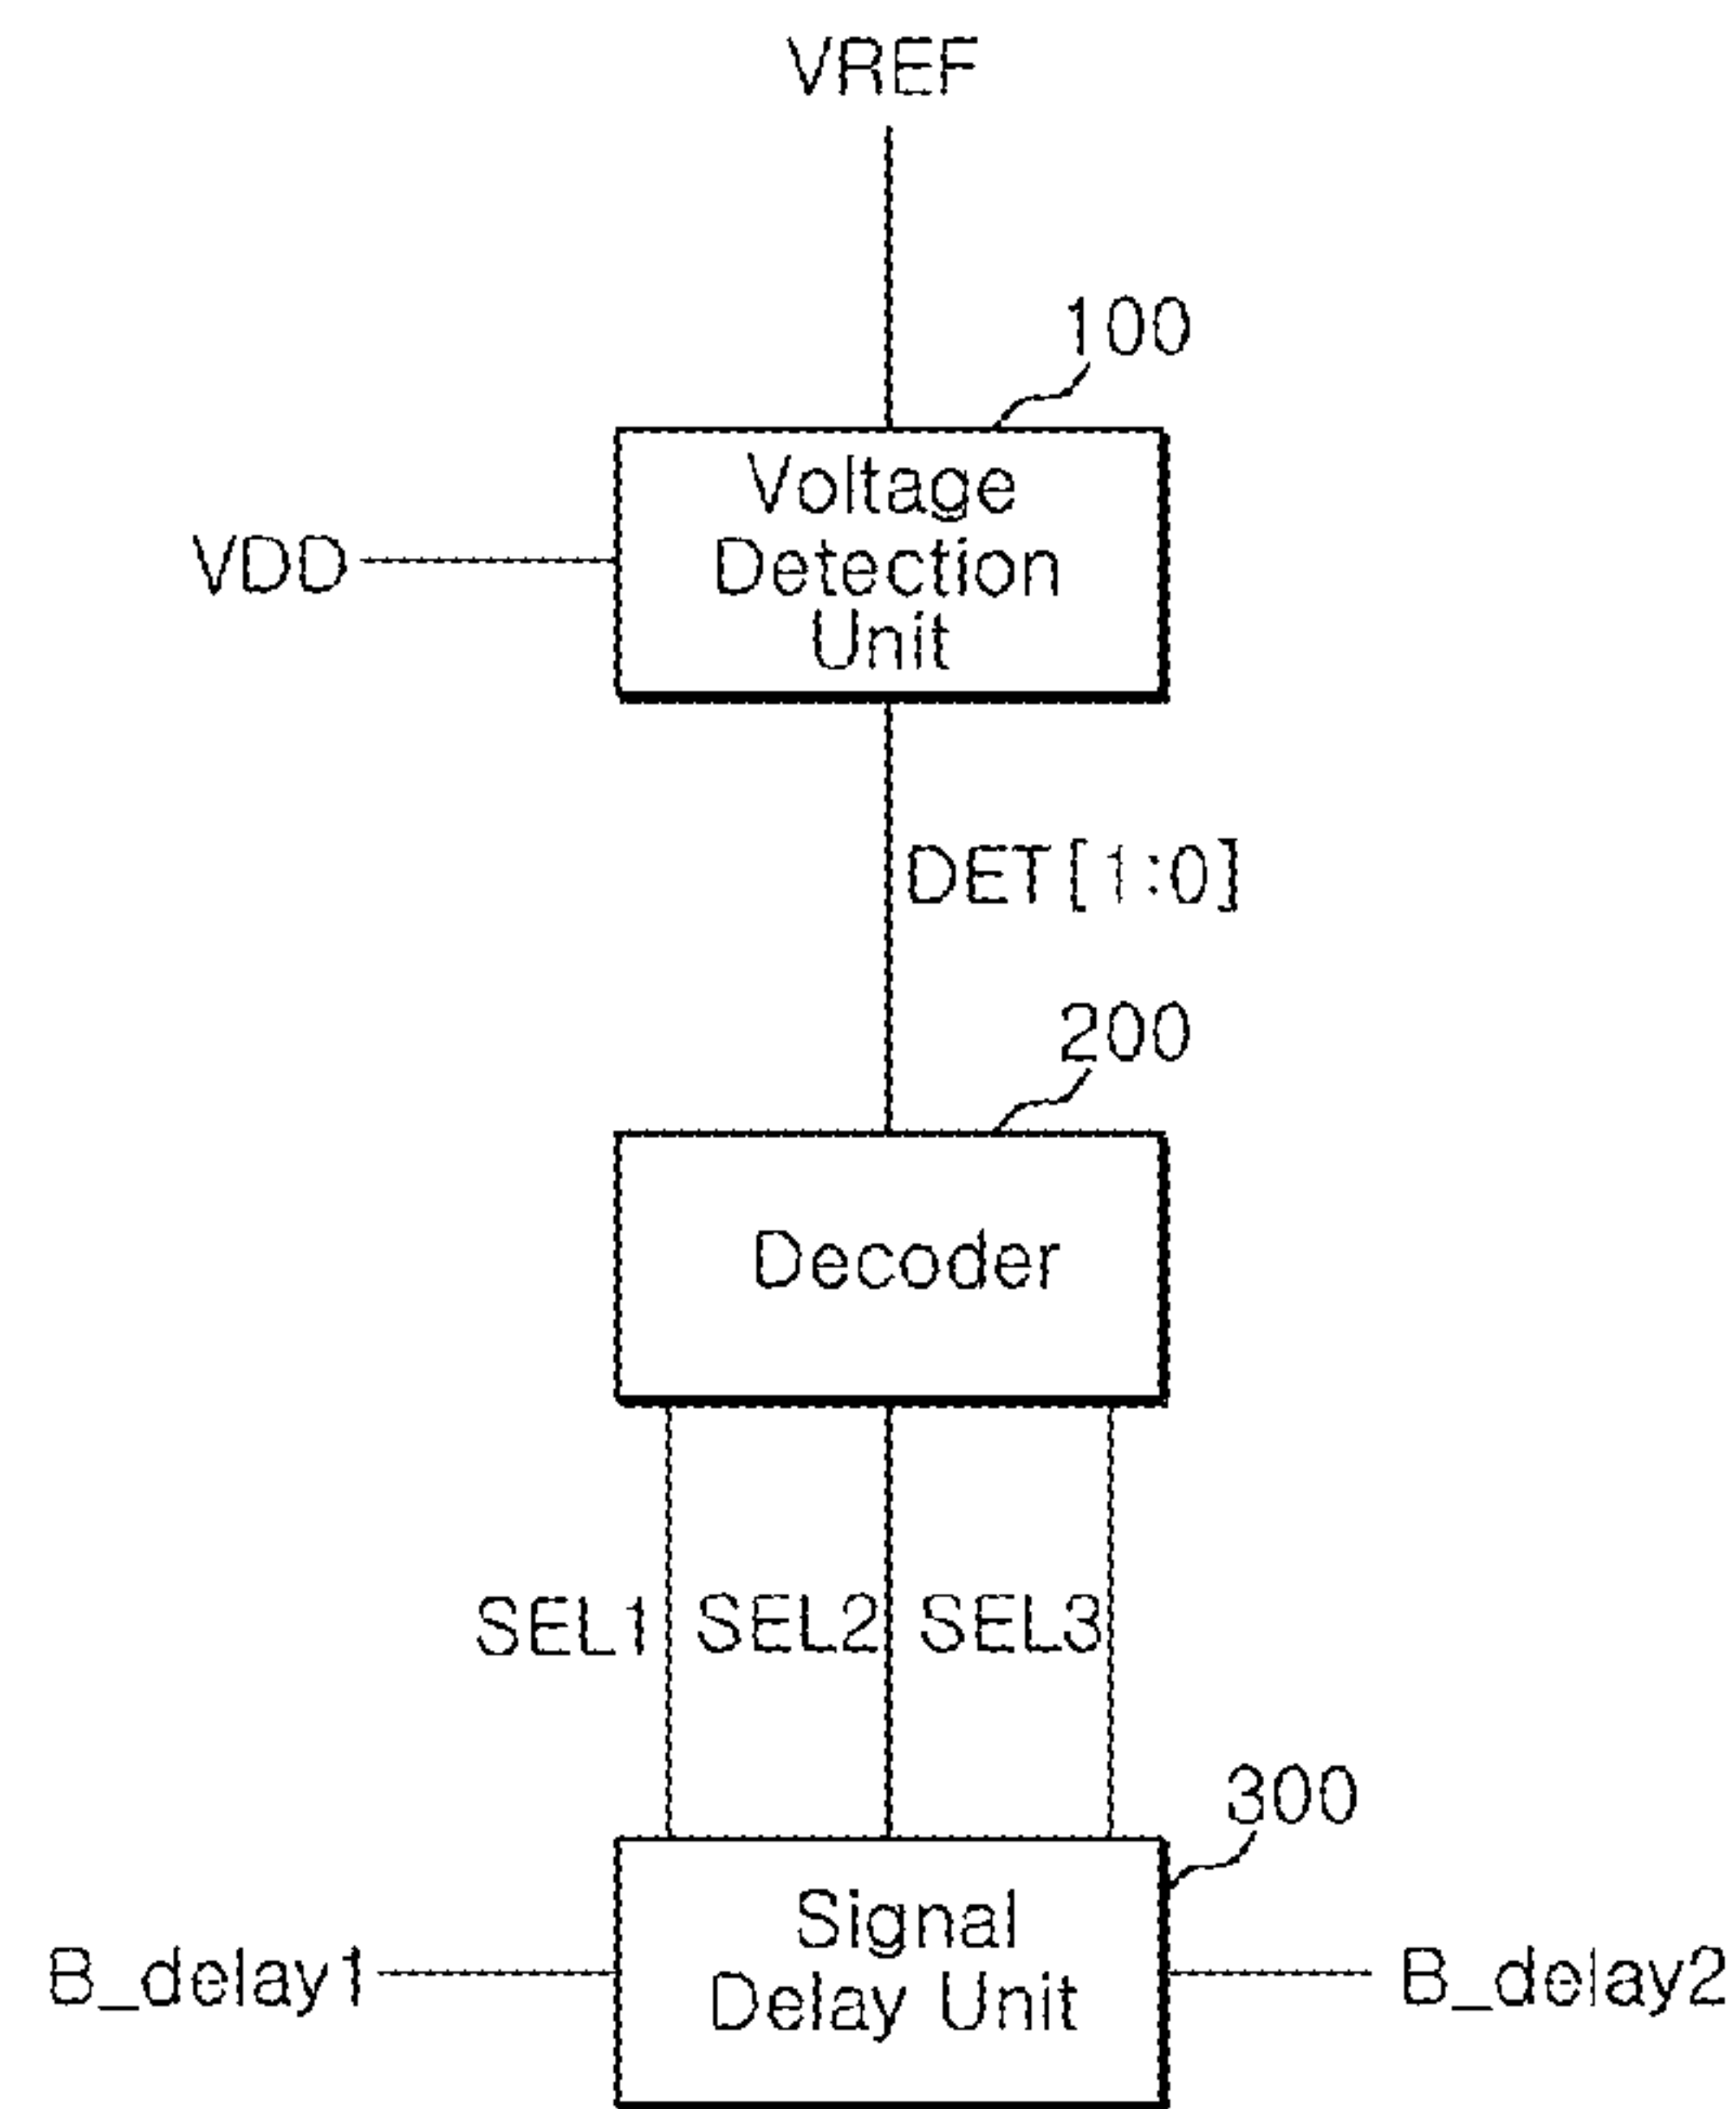 VREF
100
Voltage
Detection
Unit
VDD
DET[1:0]
200
Decoder
SEL1 SEL2 SEL3
300
Signal
Delay Unit
B_delay1
B_delay2